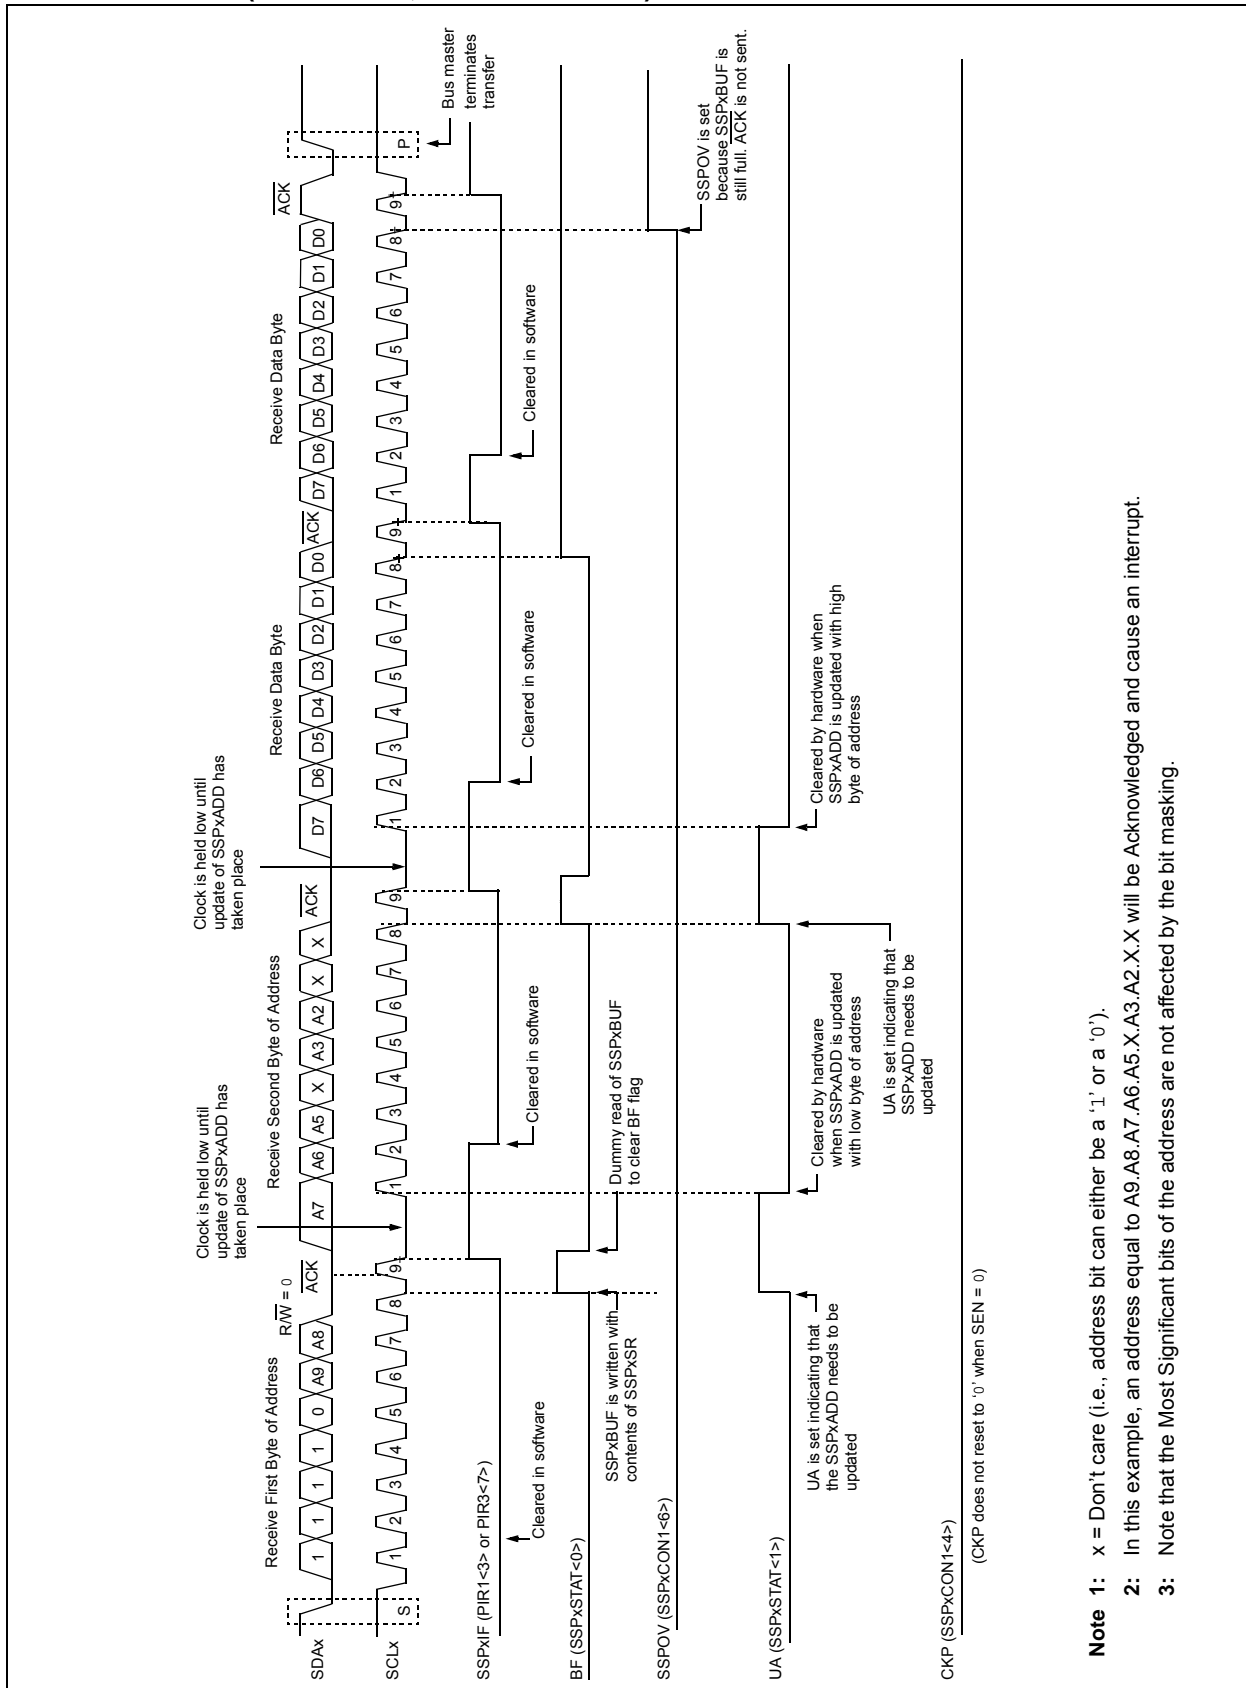 Receive First Byte of Address
R/W = 0
ACK
Clock is held low until
update of SSPxADD has
taken place
Receive Second Byte of Address
ACK
Clock is held low until
update of SSPxADD has
taken place
Receive Data Byte
ACK
Receive Data Byte
ACK
SDAx
1 1 1 1 0 A9 A8
A7 A6 A5 X A3 A2 X X
D7 D6 D5 D4 D3 D2 D1 D0
D7 D6 D5 D4 D3 D2 D1 D0
SCLx
S
1 2 3 4 5 6 7 8 9
1 2 3 4 5 6 7 8 9
1 2 3 4 5 6 7 8 9
1 2 3 4 5 6 7 8 9
P
Bus master
terminates
transfer
SSPxIF (PIR1<3> or PIR3<7>)
Cleared in software
Cleared in software
Cleared in software
Cleared in software
BF (SSPxSTAT<0>)
SSPxBUF is written with
contents of SSPxSR
Dummy read of SSPxBUF
to clear BF flag
SSPOV (SSPxCON1<6>)
SSPOV is set
because SSPxBUF is
still full. ACK is not sent.
UA (SSPxSTAT<1>)
UA is set indicating that
the SSPxADD needs to be
updated
Cleared by hardware
when SSPxADD is updated
with low byte of address
UA is set indicating that
SSPxADD needs to be
updated
Cleared by hardware when
SSPxADD is updated with high
byte of address
CKP (SSPxCON1<4>)
(CKP does not reset to ‘0’ when SEN = 0)
Note 1: x = Don’t care (i.e., address bit can either be a ‘1’ or a ‘0’).
2: In this example, an address equal to A9.A8.A7.A6.A5.X.A3.A2.X.X will be Acknowledged and cause an interrupt.
3: Note that the Most Significant bits of the address are not affected by the bit masking.